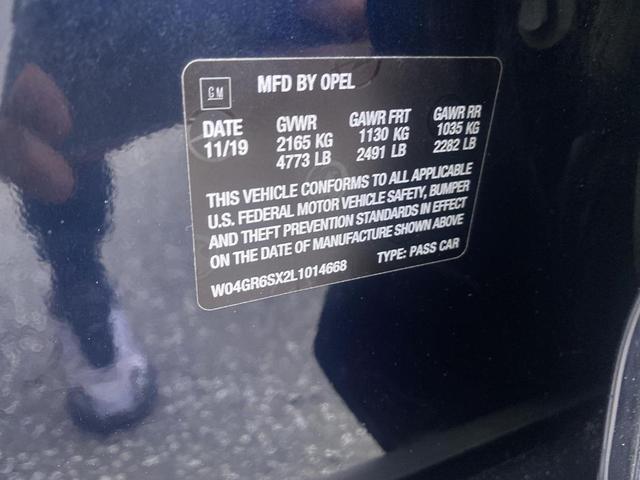 GM
MFD BY OPEL
DATE GVWR GAWR FRT GAWR RR
11/19 2165 KG 1130 KG 1035 KG
4773 LB 2491 LB 2282 LB
THIS VEHICLE CONFORMS TO ALL APPLICABLE
U.S. FEDERAL MOTOR VEHICLE SAFETY, BUMPER
AND THEFT PREVENTION STANDARDS IN EFFECT
ON THE DATE OF MANUFACTURE SHOWN ABOVE
W04GR6SX2L1014668 TYPE: PASS CAR